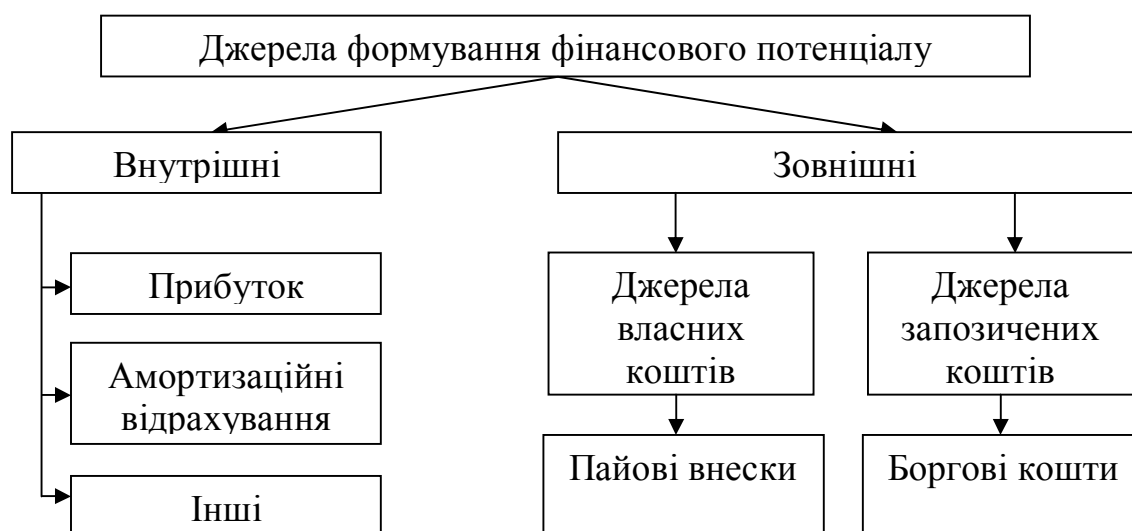 Джерела формування фінансового потенціалу
Внутрішні
Зовнішні
Прибуток
Амортизаційні
відрахування
Інші
Джерела
власних
коштів
Джерела
запозичених
коштів
Пайові внески
Боргові кошти